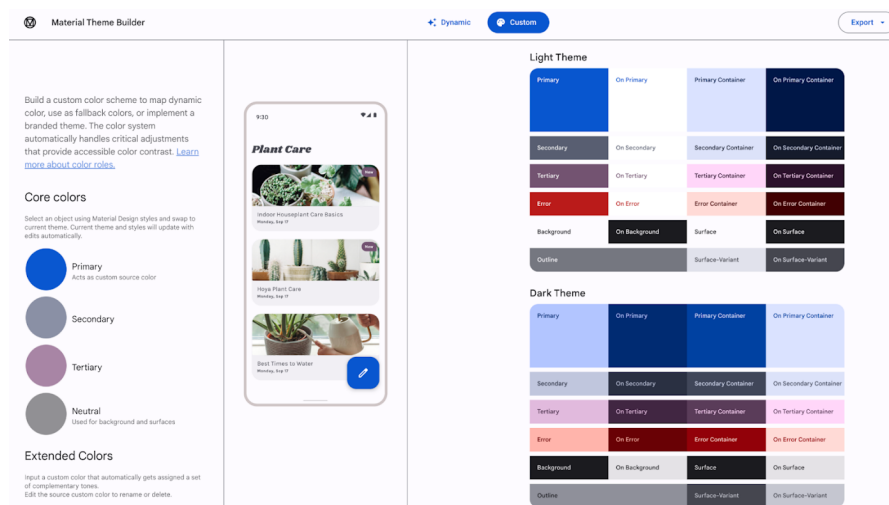 Material Theme Builder
Dynamic
Custom
Export
Build a custom color scheme to map dynamic
color, use as fallback colors, or implement a
branded theme. The color system
automatically handles critical adjustments
that provide accessible color contrast. Learn
more about color roles.
Core colors
Select an object using Material Design styles and swap to
current theme. Current theme and styles will update with
edits automatically.
Primary
Acts as custom source color
Secondary
Tertiary
Neutral
Used for background and surfaces
Extended Colors
Input a custom color that automatically gets assigned a set
of complementary tones.
Edit the source custom color to rename or delete.
9:30
Plant Care
New
Indoor Houseplant Care Basics
Monday, Sep 17
New
Hoya Plant Care
Monday, Sep 17
Best Times to Water
Monday, Sep 17
Light Theme
Primary On Primary Primary Container On Primary Container
Secondary On Secondary Secondary Container On Secondary Container
Tertiary On Tertiary Tertiary Container On Tertiary Container
Error On Error Error Container On Error Container
Background On Background Surface On Surface
Outline Surface-Variant On Surface-Variant
Dark Theme
Primary On Primary Primary Container On Primary Container
Secondary On Secondary Secondary Container On Secondary Container
Tertiary On Tertiary Tertiary Container On Tertiary Container
Error On Error Error Container On Error Container
Background On Background Surface On Surface
Outline Surface-Variant On Surface-Variant